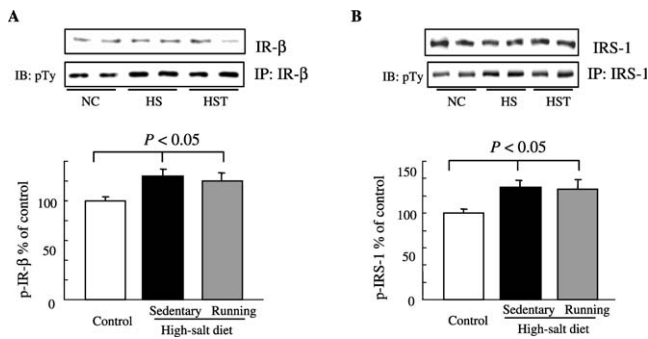 A
IR-β
IB: pTy
IP: IR-β
NC HS HST
P < 0.05
100
50
0
p-IR-β % of control
Control
Sedentary Running
High-salt diet
B
IRS-1
IB: pTy
IP: IRS-1
NC HS HST
P < 0.05
150
100
50
0
p-IRS-1 % of control
Control
Sedentary Running
High-salt diet